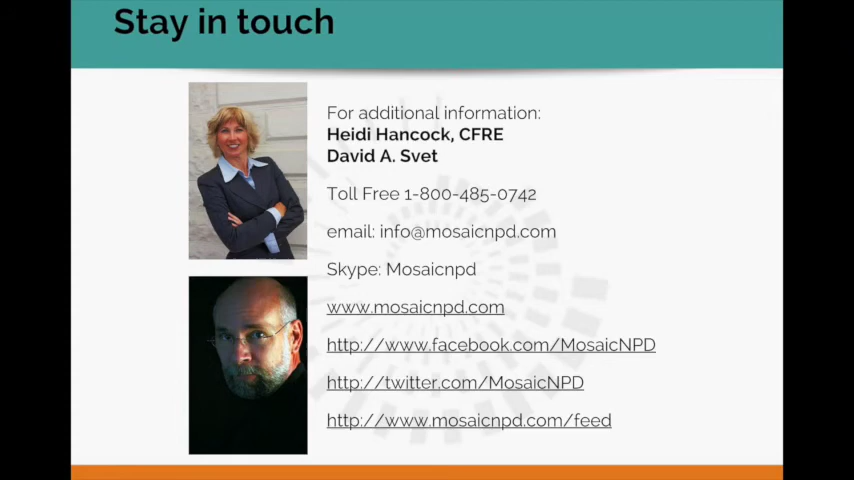 Stay in touch
For additional information:
Heidi Hancock, CFRE
David A. Svet
Toll Free 1-800-485-0742
email: info@mosaicnpd.com
Skype: Mosaicnpd
www.mosaicnpd.com
http://www.facebook.com/MosaicNPD
http://twitter.com/MosaicNPD
http://www.mosaicnpd.com/feed